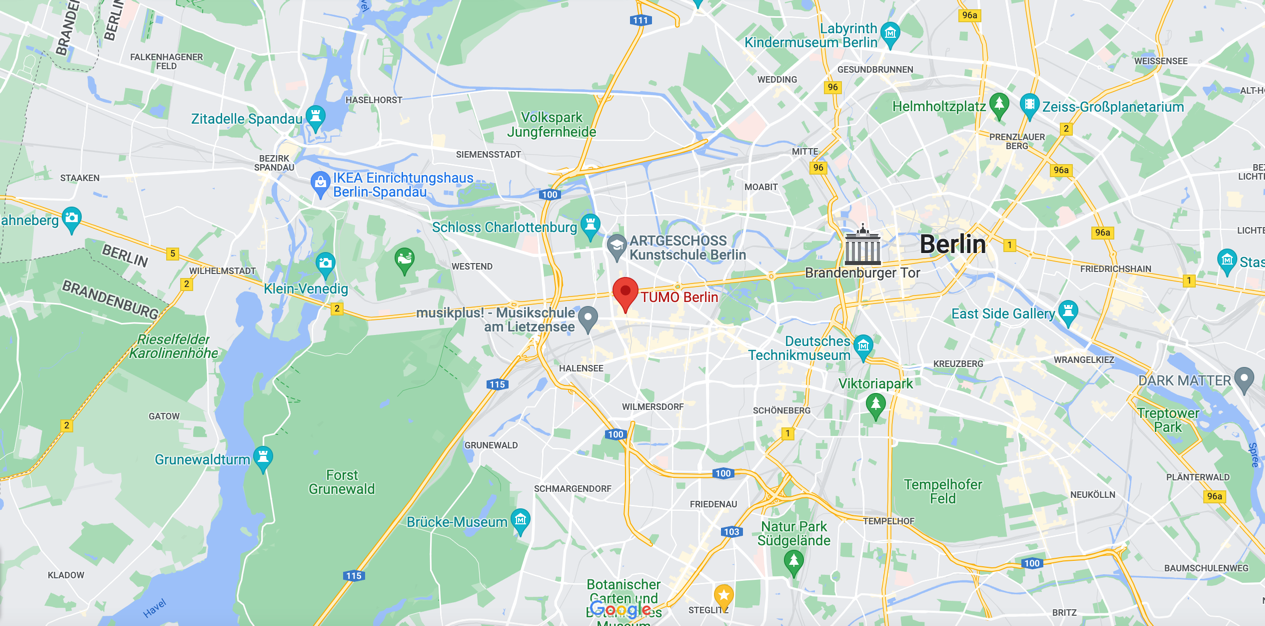 111
96a
BRANDEN
BERLIN
FALKENHAGENER
FELD
Labyrinth
Kindermuseum Berlin
WEISSENSEE
GESUNDBRUNNEN
WEDDING
96
HASELHORST
Helmholtzplatz
Zeiss-Großplanetarium
ALT-HO
Zitadelle Spandau
Volkspark
Jungfernheide
2
PRENZLAUER
BERG
BEZIRK
SPANDAU
SIEMENSSTADT
MITTE
96
96a
STAAKEN
IKEA Einrichtungshaus
Berlin-Spandau
100
MOABIT
BEZ
LICHT
ahneberg
Schloss Charlottenburg
ARTGESCHOSS
Kunstschule Berlin
Berlin
1
96a
LICHTE
BERLIN
5
WILHELMSTADT
WESTEND
Brandenburger Tor
FRIEDRICHSHAIN
1
Stas
2
Klein-Venedig
BRANDENBURG
2
TUMO Berlin
musikplus! - Musikschule
am Lietzensee
East Side Gallery
Rieselfelder
Karolinenhöhe
Deutsches
Technikmuseum
HALENSEE
KREUZBERG
WRANGELKIEZ
115
Viktoriapark
DARK MATTER
GATOW
2
WILMERSDORF
SCHÖNEBERG
Treptower
Park
100
1
GRUNEWALD
Grunewaldturm
Spree
Forst
Grunewald
100
SCHMARGENDORF
Tempelhofer
Feld
PLÄNTERWALD
NEUKÖLLN
96a
FRIEDENAU
Brücke-Museum
103
TEMPELHOF
Natur Park
Südgelände
100
BAUMSCHULENWEG
KLADOW
115
Havel
Botanischer
Garten und
Museum
Google
STEGLITZ
BRITZ